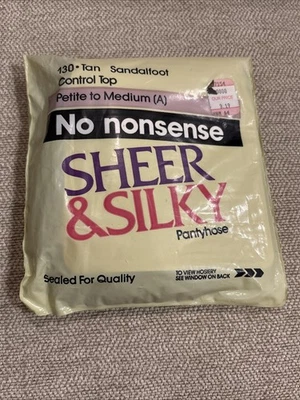 130 • Tan Sandalfoot
Control Top
Petite to Medium (A)
No nonsense
SHEER
&SILKY
Pantyhose
Sealed For Quality
TO VIEW HOSIERY
SEE WINDOW ON BACK